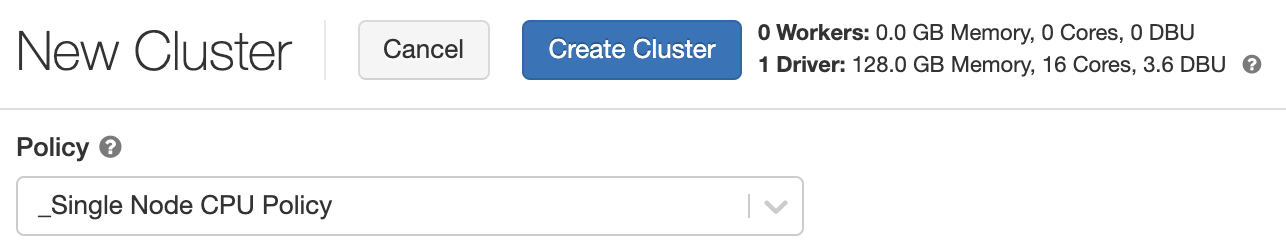 New Cluster
Cancel
Create Cluster
0 Workers: 0.0 GB Memory, 0 Cores, 0 DBU
1 Driver: 128.0 GB Memory, 16 Cores, 3.6 DBU ?
Policy ?
_Single Node CPU Policy